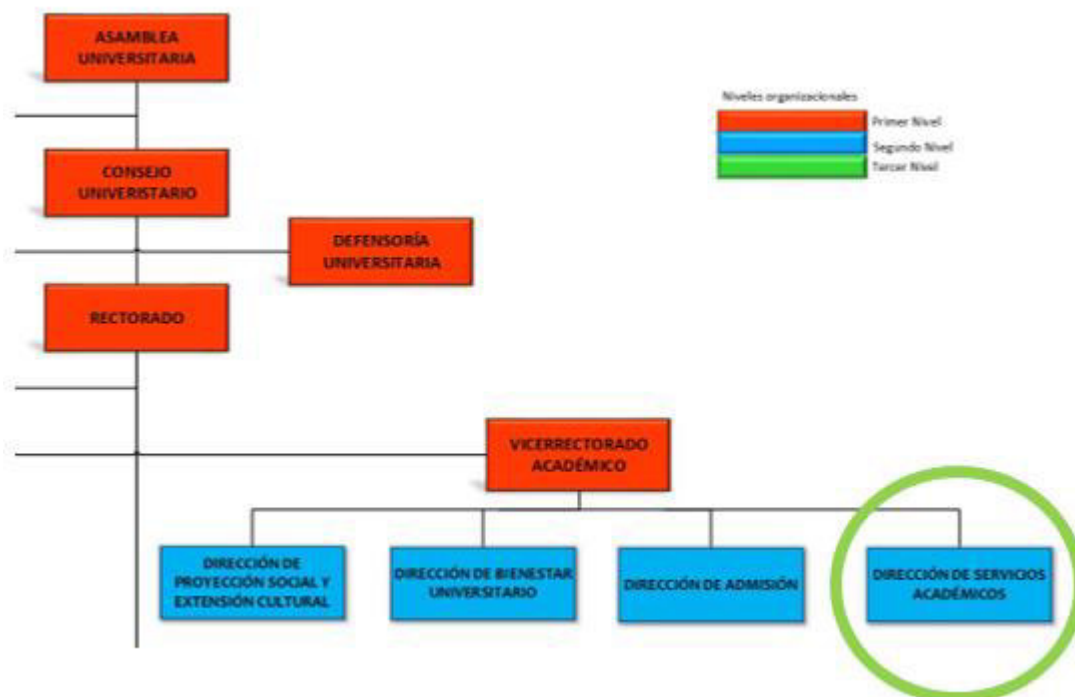 ASAMBLEA
UNIVERSITARIA
Niveles organizacionales
Primer Nivel
Segundo Nivel
Tercer Nivel
CONSEJO
UNIVERISTARIO
DEFENSORÍA
UNIVERSITARIA
RECTORADO
VICERRECTORADO
ACADÉMICO
DIRECCIÓN DE
PROYECCIÓN SOCIAL Y
EXTENSIÓN CULTURAL
DIRECCIÓN DE BIENESTAR
UNIVERSITARIO
DIRECCIÓN DE ADMISIÓN
DIRECCIÓN DE SERVICIOS
ACADÉMICOS